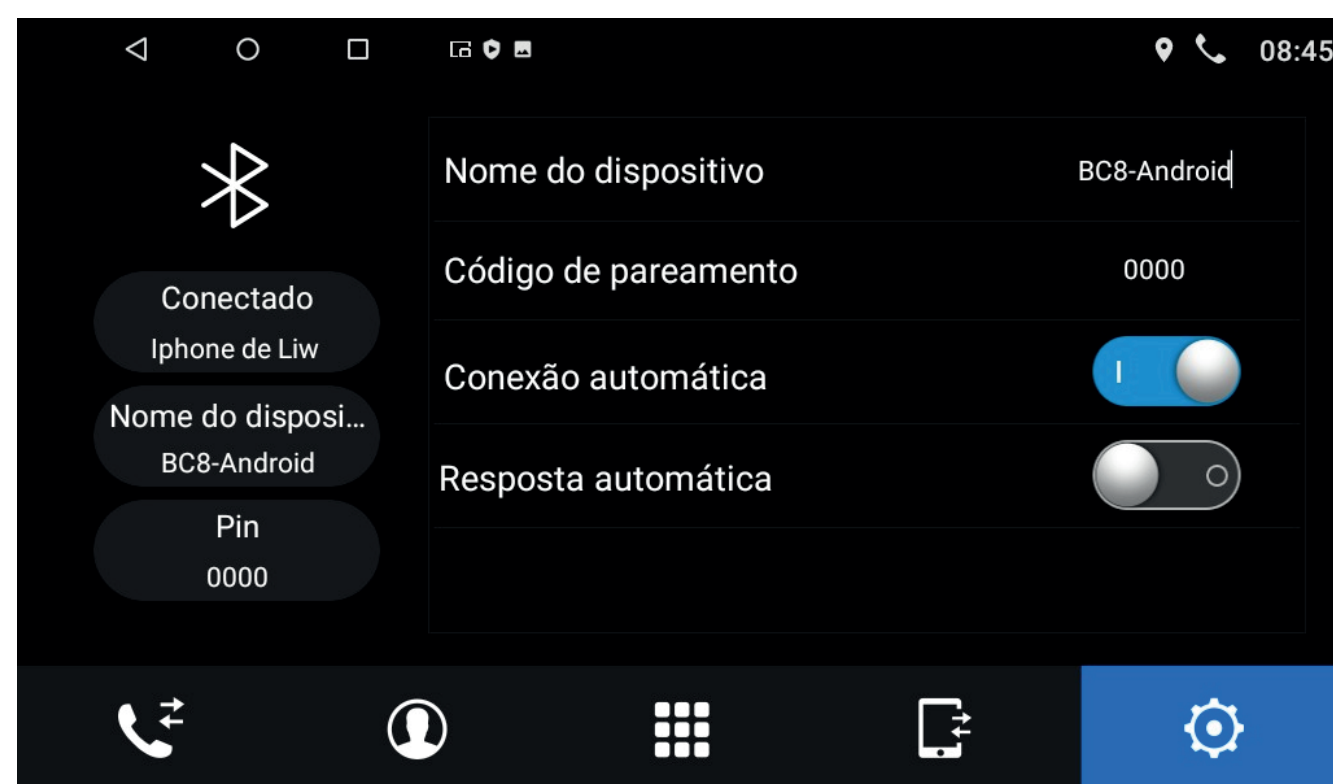 08:45
Conectado
Iphone de Liw
Nome do disposi...
BC8-Android
Pin
0000
Nome do dispositivo
BC8-Android
Código de pareamento
0000
Conexão automática
Resposta automática